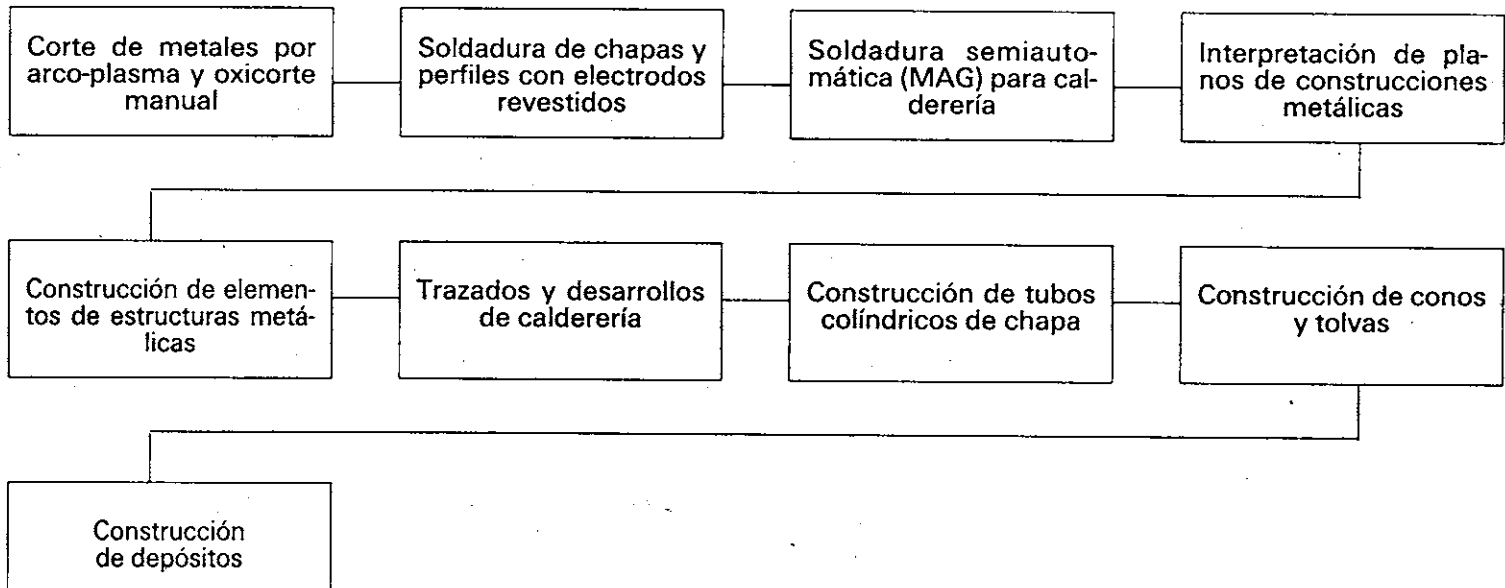 Corte de metales por
arco-plasma y oxicorte
manual
Soldadura de chapas y
perfiles con electrodos
revestidos
Soldadura semiauto-
mática (MAG) para cal-
derería
Interpretación de pla-
nos de construcciones
metálicas
Construcción de elemen-
tos de estructuras metá-
licas
Trazados y desarrollos
de calderería
Construcción de tubos
colíndricos de chapa
Construcción de conos
y tolvas
Construcción
de depósitos